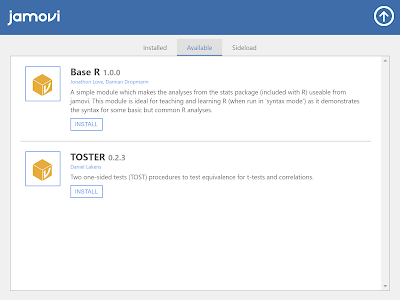 jamovi
Installed Available Sideload
Base R 1.0.0
Jonathon Love, Damian Dropmann
A simple module which makes the analyses from the stats package (included with R) useable from
jamovi. This module is ideal for teaching and learning R (when run in 'syntax mode') as it demonstrates
the syntax for some basic but common R analyses.
INSTALL
TOSTER 0.2.3
Daniel Lakens
Two one-sided tests (TOST) procedures to test equivalence for t-tests and correlations.
INSTALL